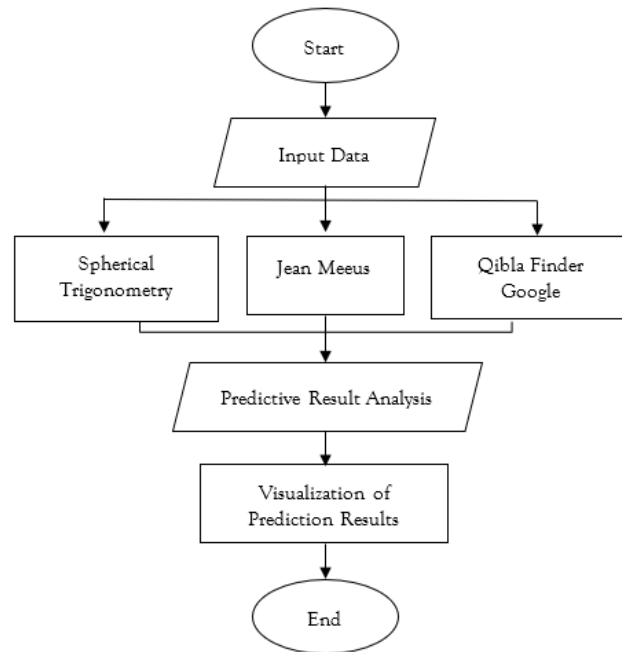 Start
Input Data
Spherical
Trigonometry
Jean Meeus
Qibla Finder
Google
Predictive Result Analysis
Visualization of
Prediction Results
End